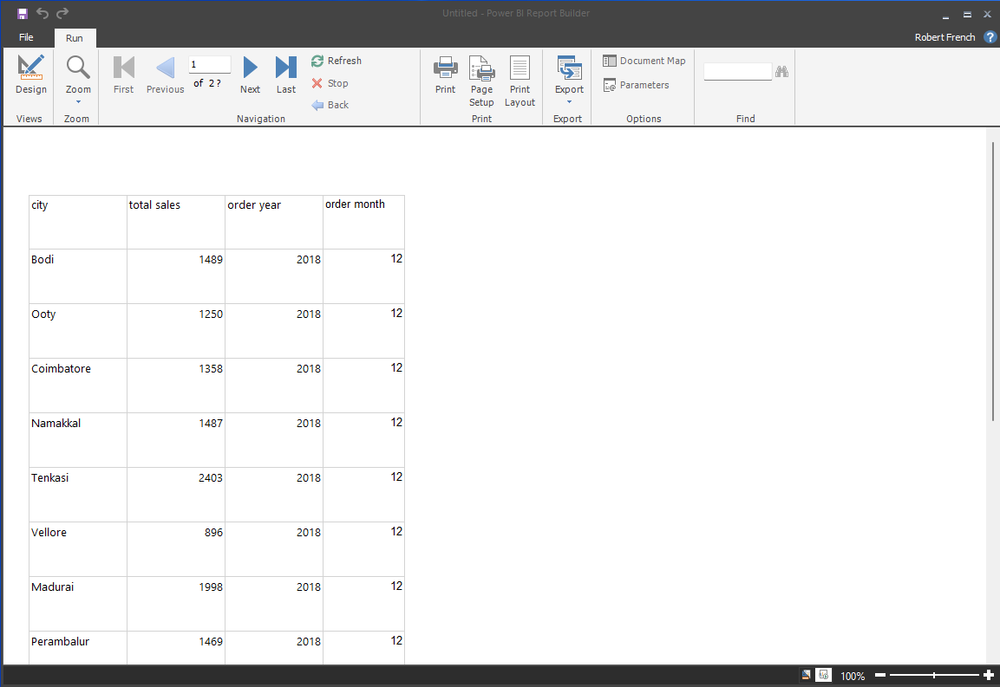 Untitled - Power BI Report Builder
File Run Robert French ?
Design Zoom First Previous 1 of 2 ? Next Last Refresh Stop Back Print Page Setup Print Layout Export Document Map Parameters
Views Zoom Navigation Print Export Options Find
city total sales order year order month
Bodi 1489 2018 12
Ooty 1250 2018 12
Coimbatore 1358 2018 12
Namakkal 1487 2018 12
Tenkasi 2403 2018 12
Vellore 896 2018 12
Madurai 1998 2018 12
Perambalur 1469 2018 12
100%